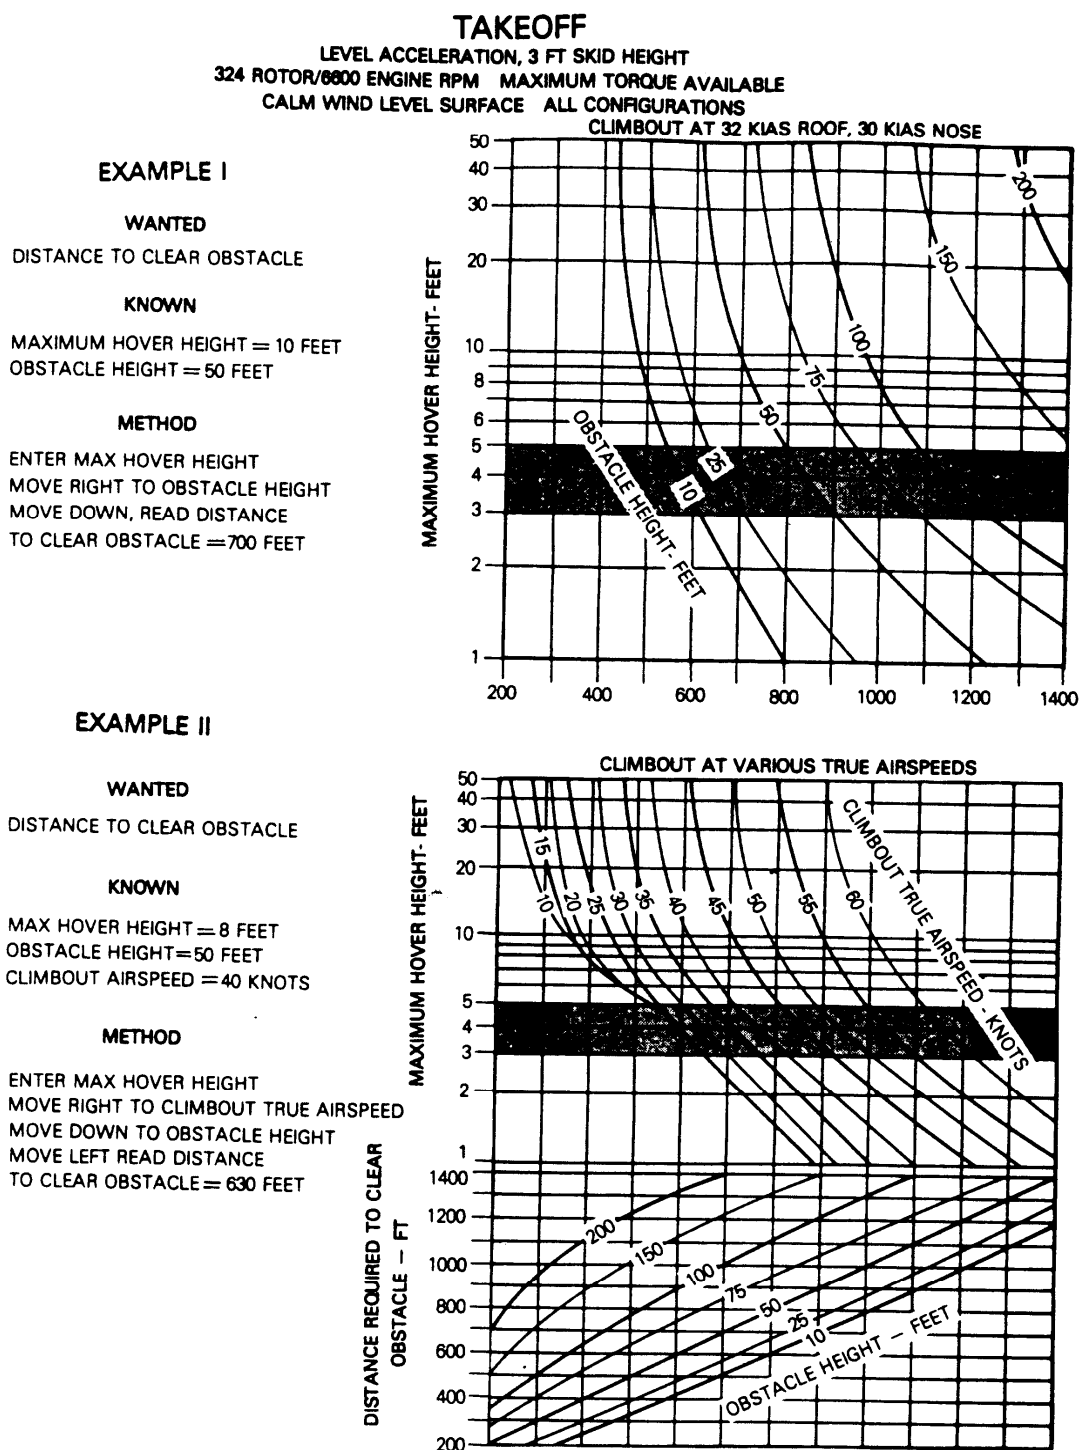 TAKEOFF
LEVEL ACCELERATION, 3 FT SKID HEIGHT
324 ROTOR/6600 ENGINE RPM MAXIMUM TORQUE AVAILABLE
CALM WIND LEVEL SURFACE ALL CONFIGURATIONS
CLIMBOUT AT 32 KIAS ROOF, 30 KIAS NOSE
EXAMPLE I
WANTED
DISTANCE TO CLEAR OBSTACLE
KNOWN
MAXIMUM HOVER HEIGHT = 10 FEET
OBSTACLE HEIGHT = 50 FEET
METHOD
ENTER MAX HOVER HEIGHT
MOVE RIGHT TO OBSTACLE HEIGHT
MOVE DOWN, READ DISTANCE
TO CLEAR OBSTACLE = 700 FEET
MAXIMUM HOVER HEIGHT - FEET
50
40
30
20
10
8
6
5
4
3
2
1
200
150
100
75
50
25
10
OBSTACLE HEIGHT - FEET
200 400 600 800 1000 1200 1400
EXAMPLE II
WANTED
DISTANCE TO CLEAR OBSTACLE
KNOWN
MAX HOVER HEIGHT = 8 FEET
OBSTACLE HEIGHT = 50 FEET
CLIMBOUT AIRSPEED = 40 KNOTS
METHOD
ENTER MAX HOVER HEIGHT
MOVE RIGHT TO CLIMBOUT TRUE AIRSPEED
MOVE DOWN TO OBSTACLE HEIGHT
MOVE LEFT READ DISTANCE
TO CLEAR OBSTACLE = 630 FEET
CLIMBOUT AT VARIOUS TRUE AIRSPEEDS
MAXIMUM HOVER HEIGHT - FEET
50
40
30
20
10
5
4
3
2
1
15
10 20 25 30 35 40 45 50 55 60
CLIMBOUT TRUE AIRSPEED - KNOTS
DISTANCE REQUIRED TO CLEAR
OBSTACLE - FT
1400
1200
1000
800
600
400
200
200
150
100
75
50
25
10
OBSTACLE HEIGHT - FEET